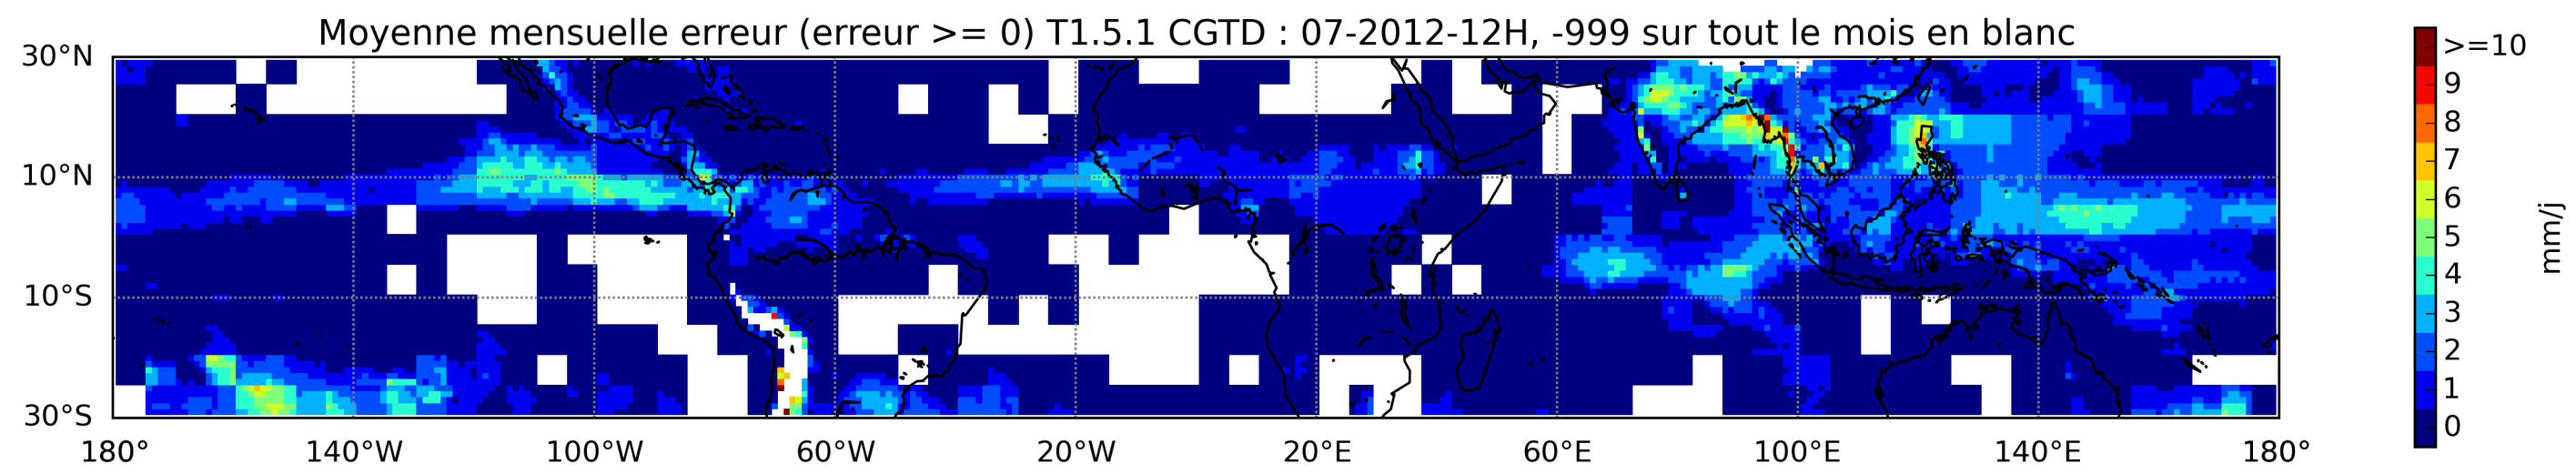 Moyenne mensuelle erreur (erreur >= 0) T1.5.1 CGTD : 07-2012-12H, -999 sur tout le mois en blanc
30°N
10°N
10°S
30°S
180° 140°W 100°W 60°W 20°W 20°E 60°E 100°E 140°E 180°
>=10
9
8
7
6
5
4
3
2
1
0
mm/j